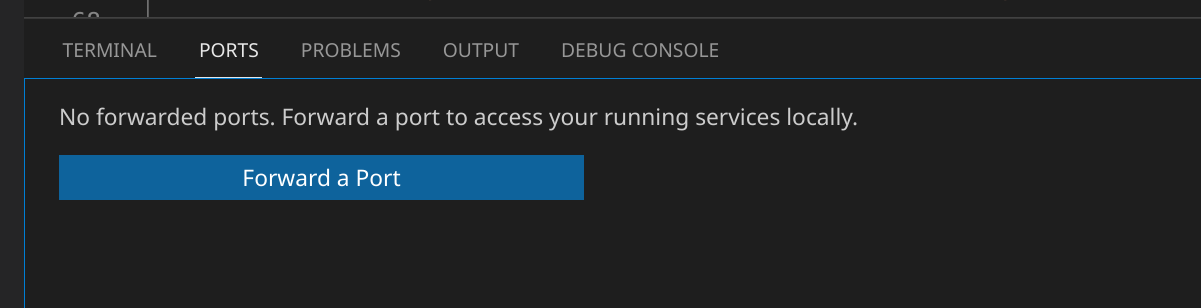 TERMINAL PORTS PROBLEMS OUTPUT DEBUG CONSOLE
No forwarded ports. Forward a port to access your running services locally.
Forward a Port